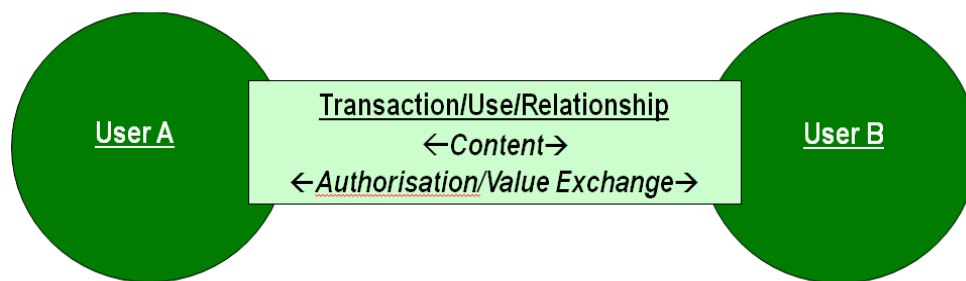 User A
Transaction/Use/Relationship
←Content→
←Authorisation/Value Exchange→
User B